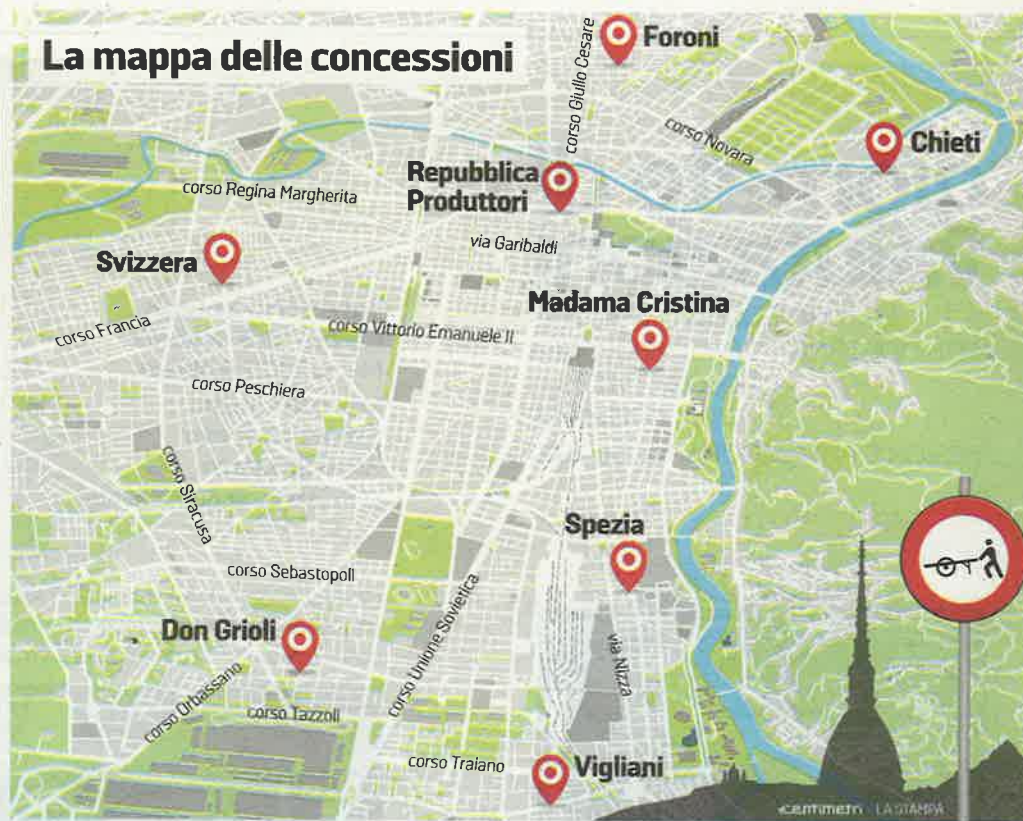 La mappa delle concessioni
corso Giulio Cesare
Foroni
corso Novara
Chieti
Repubblica
Produttori
corso Regina Margherita
via Garibaldi
Svizzera
Madama Cristina
corso Francia
corso Vittorio Emanuele II
corso Peschiera
corso Siracusa
Spezia
corso Sebastopoli
Don Grioli
corso Unione Sovietica
via Nizza
corso Orbassano
corso Tazzoli
corso Traiano
Vigliani
centimetri LA STAMPA